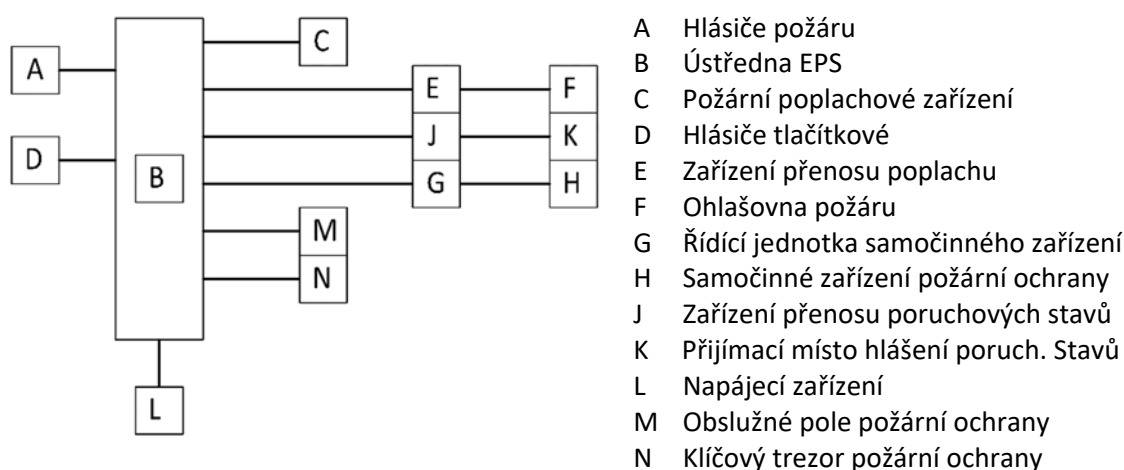 A
D
B
L
C
E F
J K
G H
M
N
A Hlásiče požáru
B Ústředna EPS
C Požární poplachové zařízení
D Hlásiče tlačítkové
E Zařízení přenosu poplachu
F Ohlašovna požáru
G Řídící jednotka samočinného zařízení
H Samočinné zařízení požární ochrany
J Zařízení přenosu poruchových stavů
K Přijímací místo hlášení poruch. Stavů
L Napájecí zařízení
M Obslužné pole požární ochrany
N Klíčový trezor požární ochrany